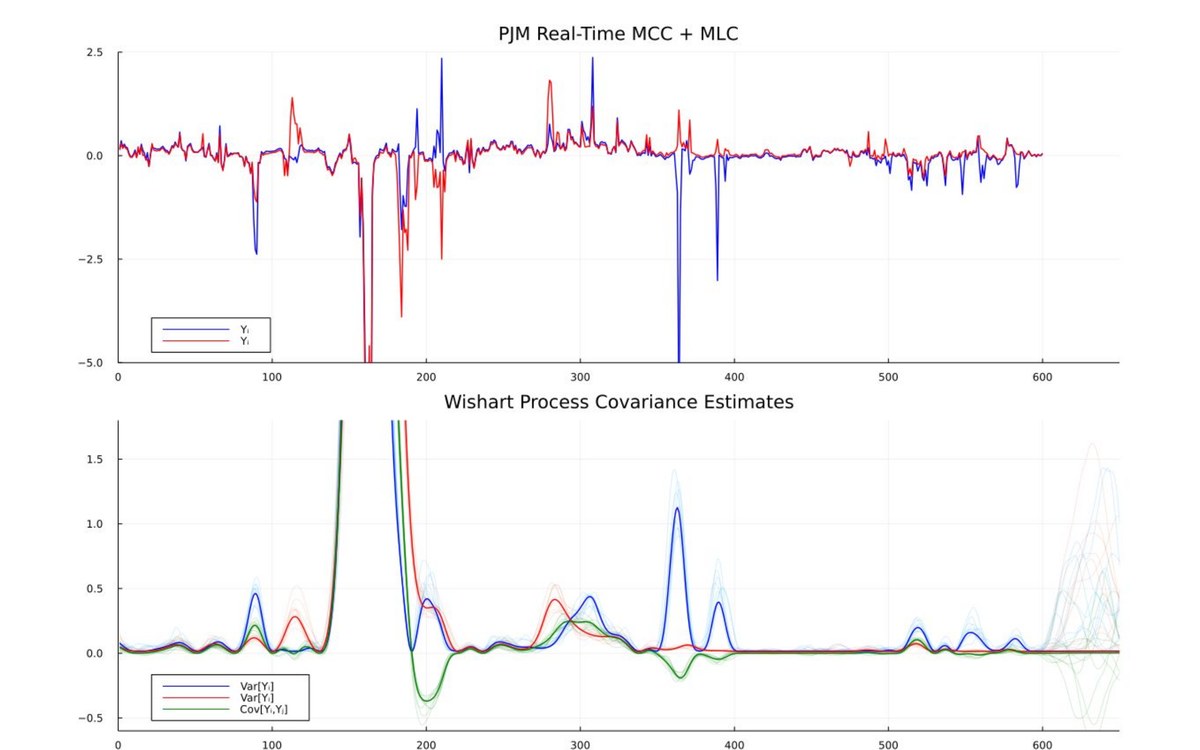 PJM Real-Time MCC + MLC
2.5
0.0
−2.5
−5.0
Yᵢ
Yᵢ
0 100 200 300 400 500 600
Wishart Process Covariance Estimates
1.5
1.0
0.5
0.0
−0.5
Var[Yᵢ]
Var[Yᵢ]
Cov[Yᵢ,Yⱼ]
0 100 200 300 400 500 600